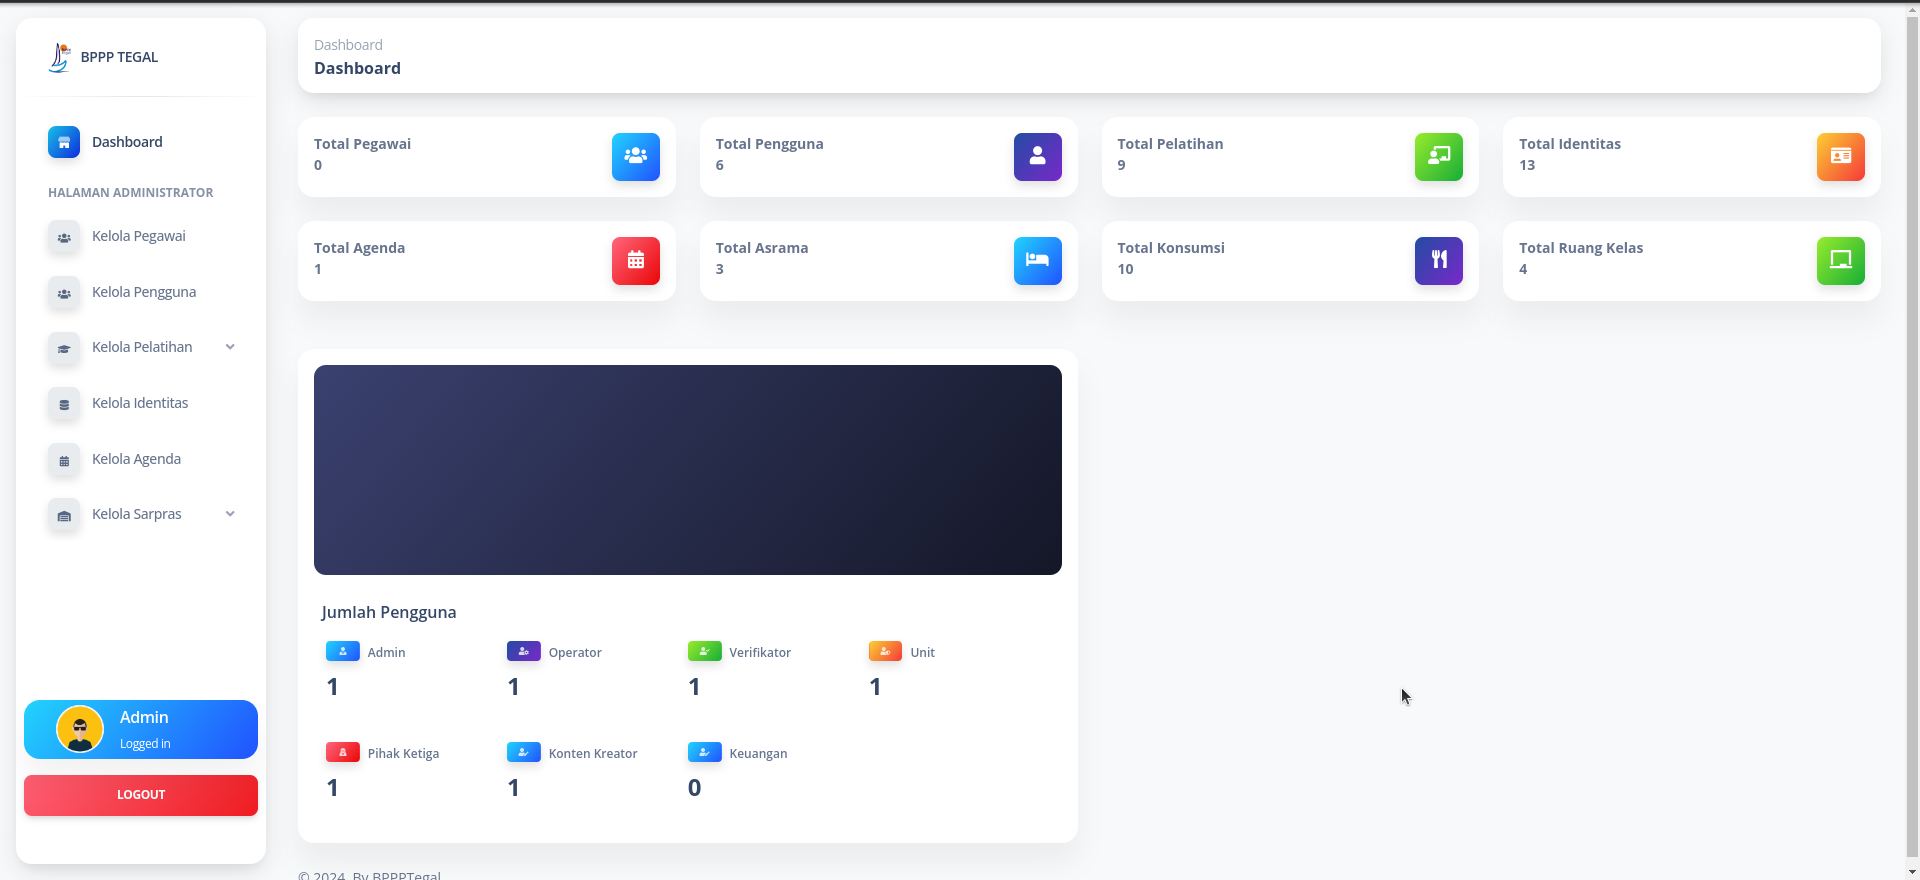 BPPP TEGAL
Dashboard
HALAMAN ADMINISTRATOR
Kelola Pegawai
Kelola Pengguna
Kelola Pelatihan
Kelola Identitas
Kelola Agenda
Kelola Sarpras
Admin
Logged in
LOGOUT
Dashboard
Dashboard
Total Pegawai
0
Total Pengguna
6
Total Pelatihan
9
Total Identitas
13
Total Agenda
1
Total Asrama
3
Total Konsumsi
10
Total Ruang Kelas
4
Jumlah Pengguna
Admin
1
Operator
1
Verifikator
1
Unit
1
Pihak Ketiga
1
Konten Kreator
1
Keuangan
0
© 2024, By BPPPTegal